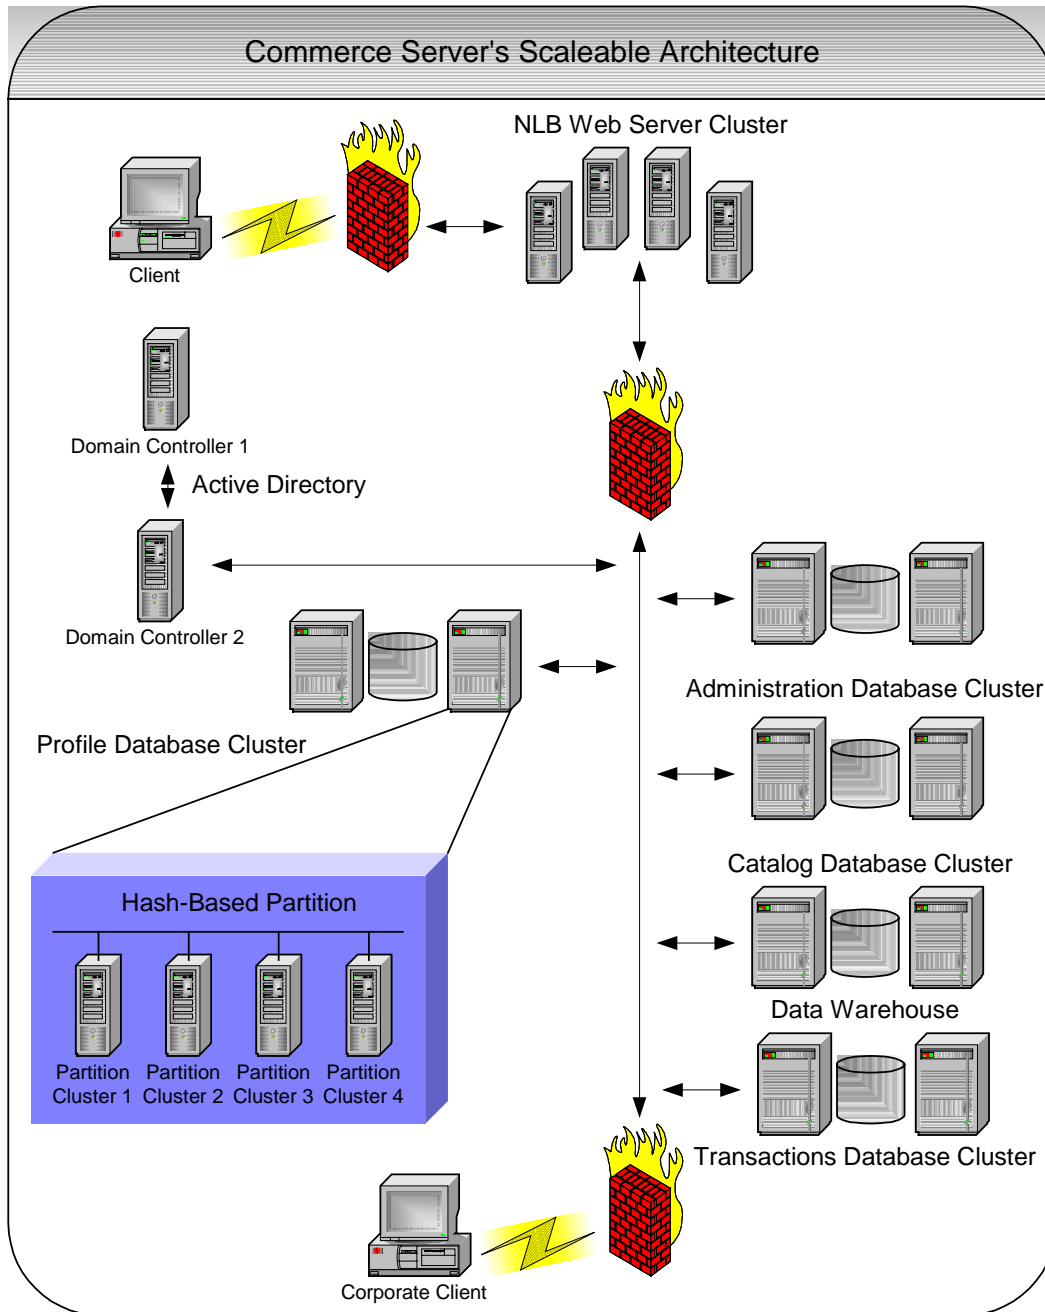 Commerce Server's Scaleable Architecture
NLB Web Server Cluster
Client
Domain Controller 1
Active Directory
Domain Controller 2
Administration Database Cluster
Profile Database Cluster
Catalog Database Cluster
Hash-Based Partition
Data Warehouse
Partition
Cluster 1
Partition
Cluster 2
Partition
Cluster 3
Partition
Cluster 4
Transactions Database Cluster
Corporate Client